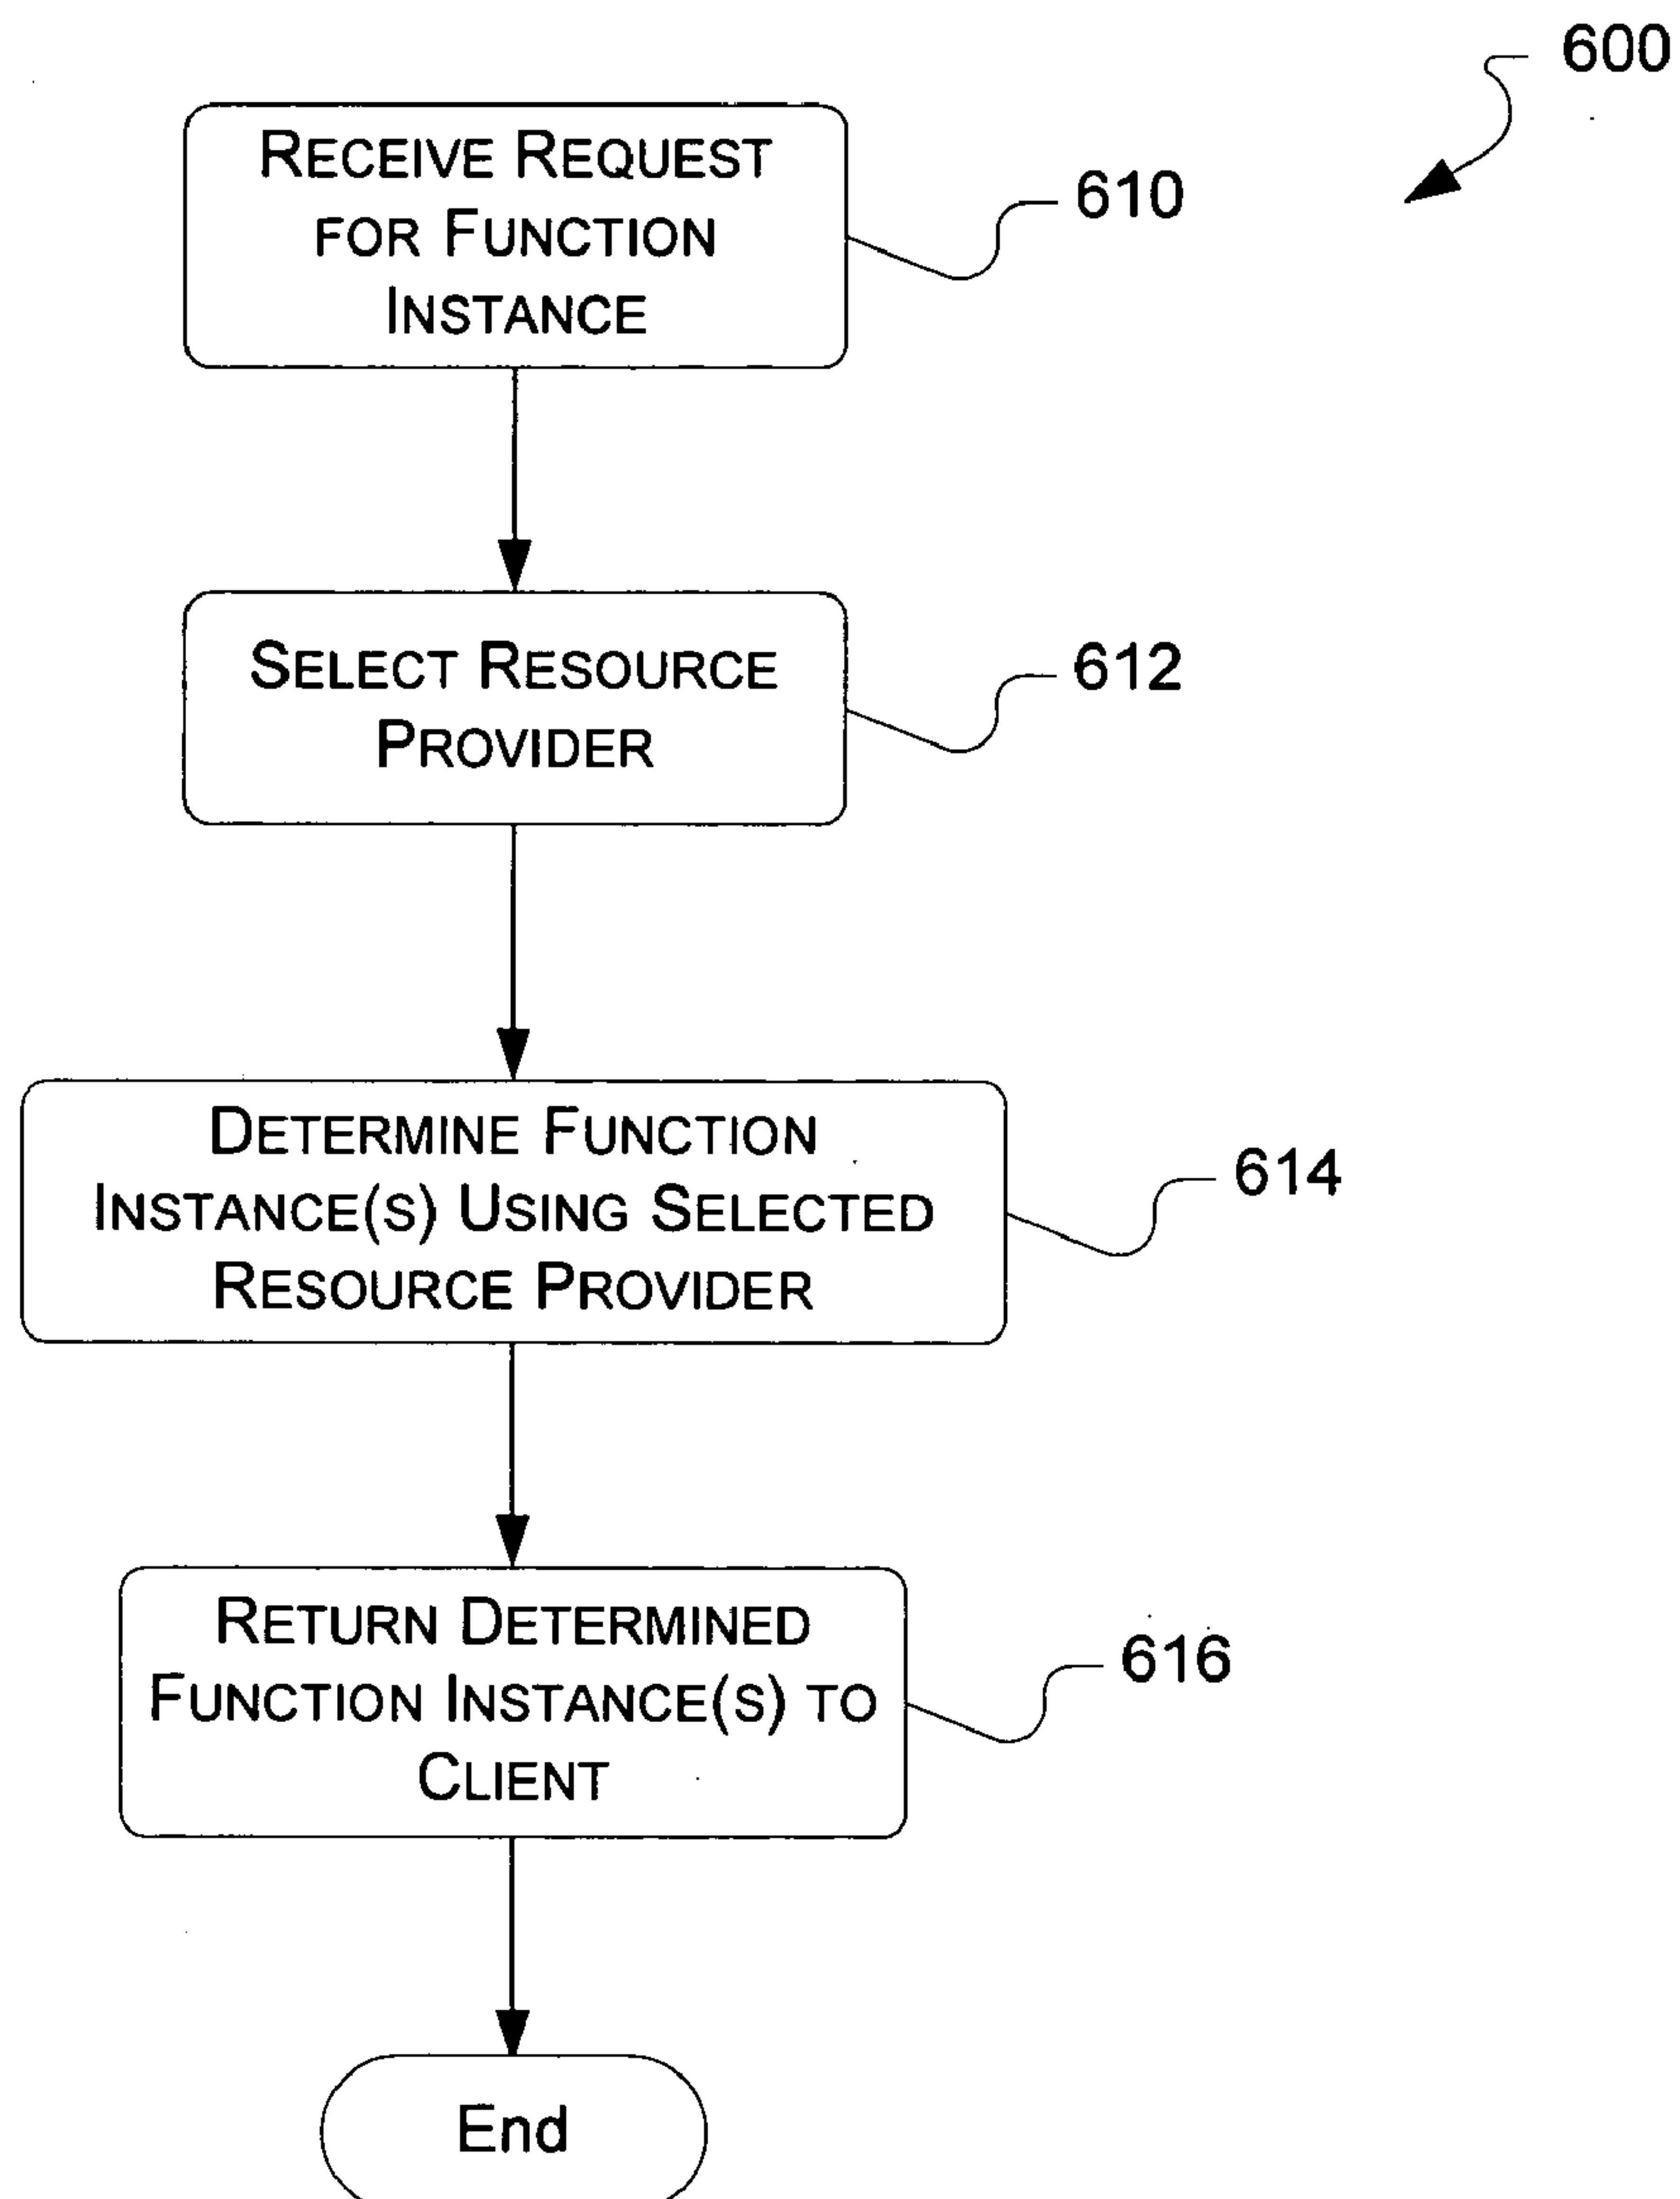 600
RECEIVE REQUEST
FOR FUNCTION
INSTANCE
610
SELECT RESOURCE
PROVIDER
612
DETERMINE FUNCTION
INSTANCE(S) USING SELECTED
RESOURCE PROVIDER
614
RETURN DETERMINED
FUNCTION INSTANCE(S) TO
CLIENT
616
End